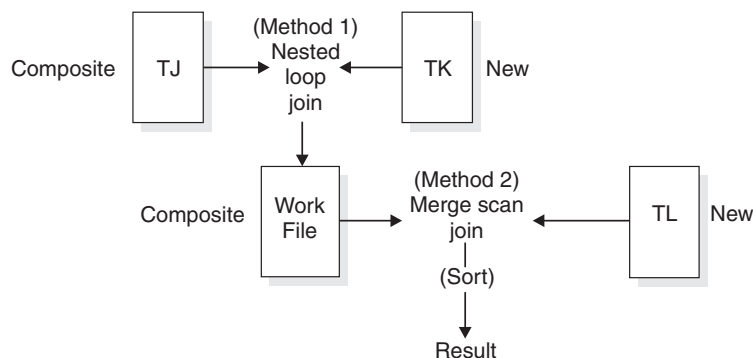 (Method 1)
Composite
TJ
Nested
loop
join
TK
New
Composite
Work
File
(Method 2)
Merge scan
join
TL
New
(Sort)
Result